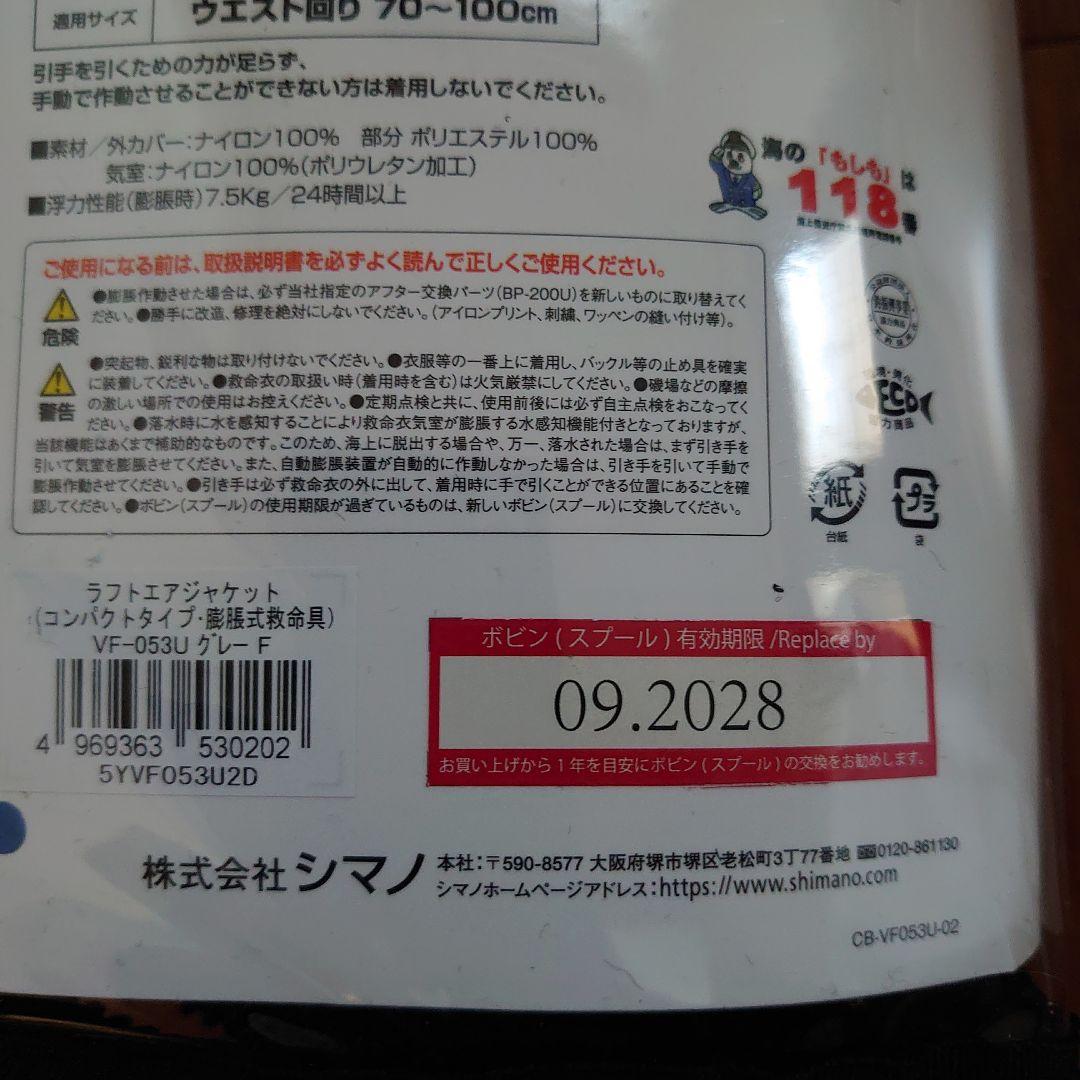 適用サイズ
ウエスト回り 70〜100cm
引手を引くための力が足らず、
手動で作動させることができない方は着用しないでください。
■素材／外カバー：ナイロン100%　部分 ポリエステル100%
気室：ナイロン100%（ポリウレタン加工）
■浮力性能（膨脹時）7.5Kg／24時間以上
海の「もしも」は
118番
ご使用になる前は、取扱説明書を必ずよく読んで正しくご使用ください。
危険
●膨脹作動させた場合は、必ず当社指定のアフター交換パーツ（BP-200U）を新しいものに取り替えてく
ださい。●勝手に改造、修理を絶対にしないでください。（アイロンプリント、刺繍、ワッペンの縫い付け等）。
警告
●突起物、鋭利な物は取り付けないでください。●衣服等の一番上に着用し、バックル等の止め具を確実
に装着してください。●救命衣の取扱い時（着用時を含む）は火気厳禁にしてください。●磯場などの摩擦
の激しい場所での使用はお控えください。●定期点検と共に、使用前後には必ず自主点検をおこなってく
ださい。●落水時に水を感知することにより救命衣気室が膨脹する水感知機能付きとなっておりますが、
当該機能はあくまで補助的なものです。このため、海上に脱出する場合や、万一、落水された場合は、まず引き手を
引いて気室を膨脹させてください。また、自動膨脹装置が自動的に作動しなかった場合は、引き手を引いて手動で
膨脹作動させてください。●引き手は必ず救命衣の外に出して、着用時に手で引くことができる位置にあることを確
認してください。●ボビン（スプール）の使用期限が過ぎているものは、新しいボビン（スプール）に交換してください。
ECO
紙
台紙
プラ
袋
ラフトエアジャケット
（コンパクトタイプ・膨脹式救命具）
VF-053U グレー F
4 969363 530202
5YVF053U2D
ボビン ( スプール ) 有効期限 /Replace by
09.2028
お買い上げから 1 年を目安にボビン ( スプール ) の交換をお勧めします。
株式会社 シマノ
本社：〒590-8577 大阪府堺市堺区老松町3丁77番地 0120-861130
シマノホームページアドレス：https://www.shimano.com
CB-VF053U-02